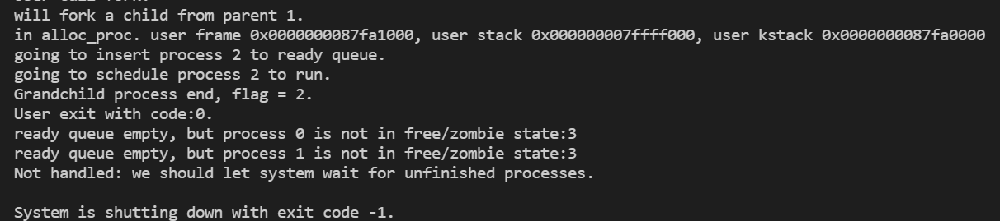 will fork a child from parent 1.
in alloc_proc. user frame 0x0000000087fa1000, user stack 0x000000007ffff000, user kstack 0x0000000087fa0000
going to insert process 2 to ready queue.
going to schedule process 2 to run.
Grandchild process end, flag = 2.
User exit with code:0.
ready queue empty, but process 0 is not in free/zombie state:3
ready queue empty, but process 1 is not in free/zombie state:3
Not handled: we should let system wait for unfinished processes.
System is shutting down with exit code -1.